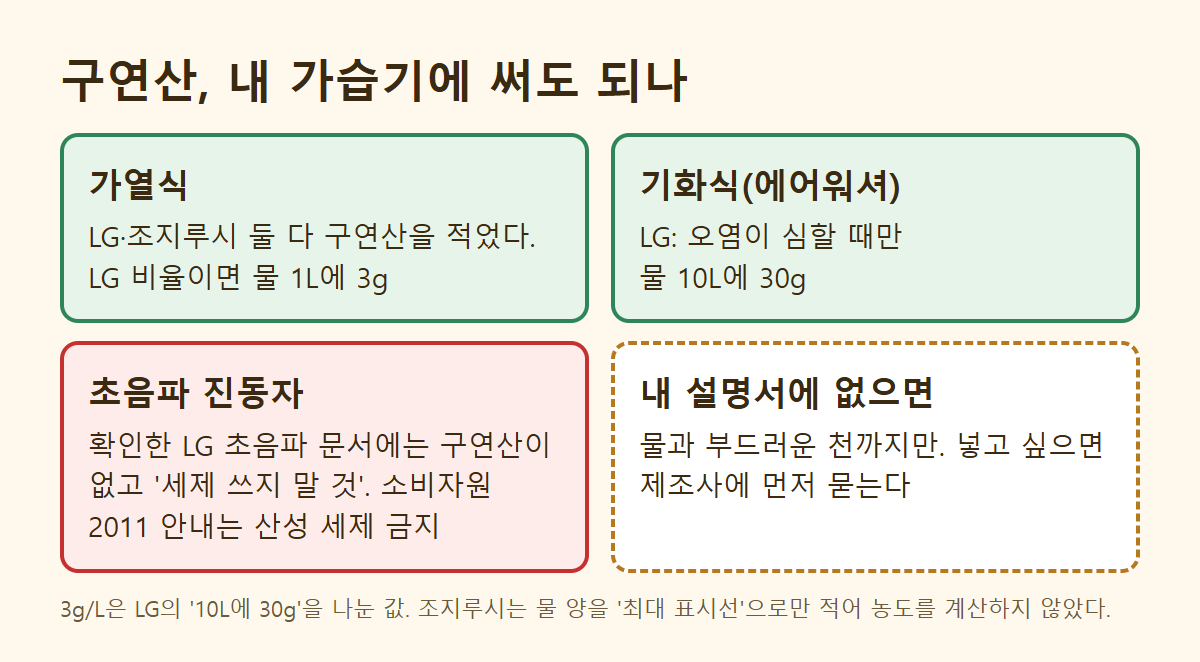 구연산, 내 가습기에 써도 되나
가열식
LG·조지루시 둘 다 구연산을 적었다.
LG 비율이면 물 1L에 3g
기화식(에어워셔)
LG: 오염이 심할 때만
물 10L에 30g
초음파 진동자
확인한 LG 초음파 문서에는 구연산이
없고 '세제 쓰지 말 것'. 소비자원
2011 안내는 산성 세제 금지
내 설명서에 없으면
물과 부드러운 천까지만. 넣고 싶으면
제조사에 먼저 묻는다
3g/L은 LG의 '10L에 30g'을 나눈 값. 조지루시는 물 양을 '최대 표시선'으로만 적어 농도를 계산하지 않았다.